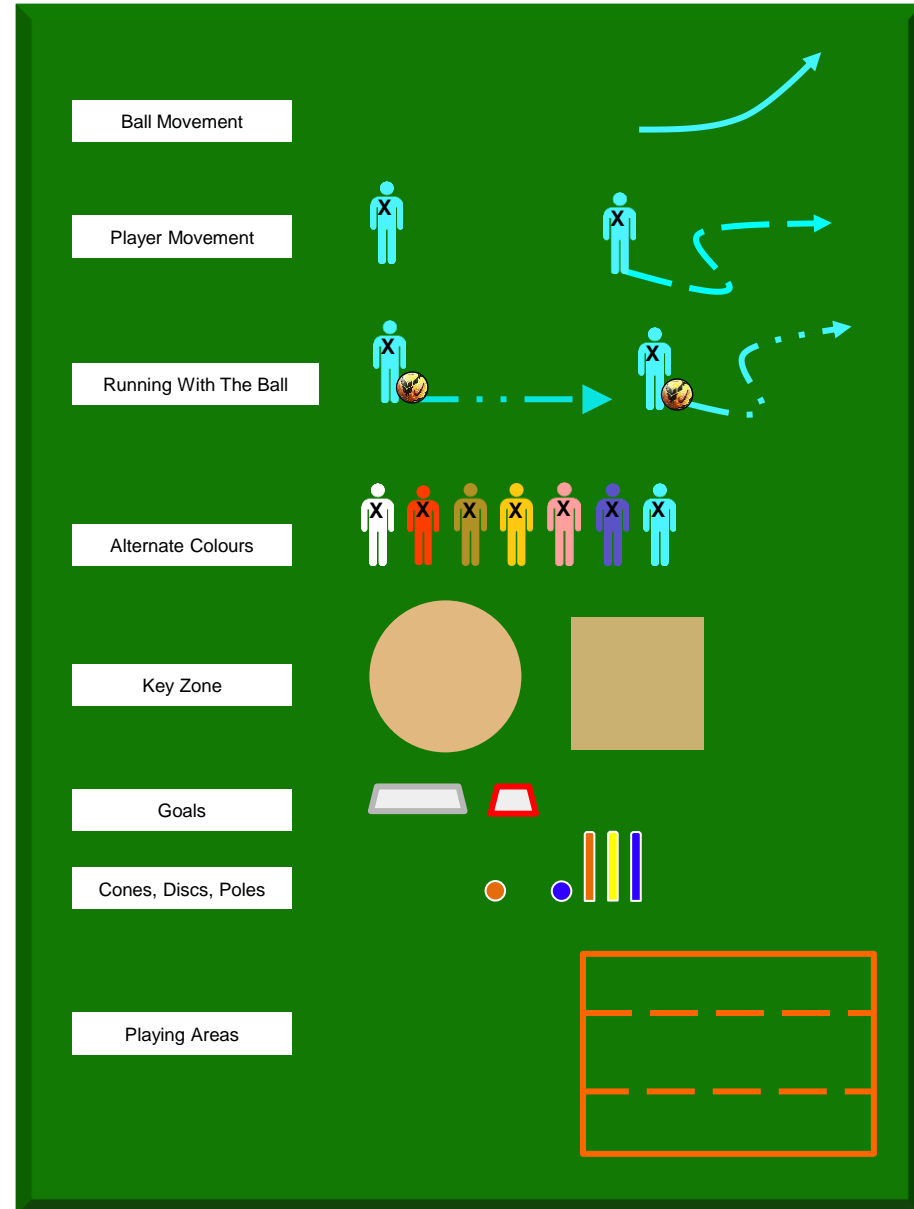 Ball Movement
X
X
Player Movement
X
X
Running With The Ball
X X X X X X X
Alternate Colours
Key Zone
Goals
Cones, Discs, Poles
Playing Areas